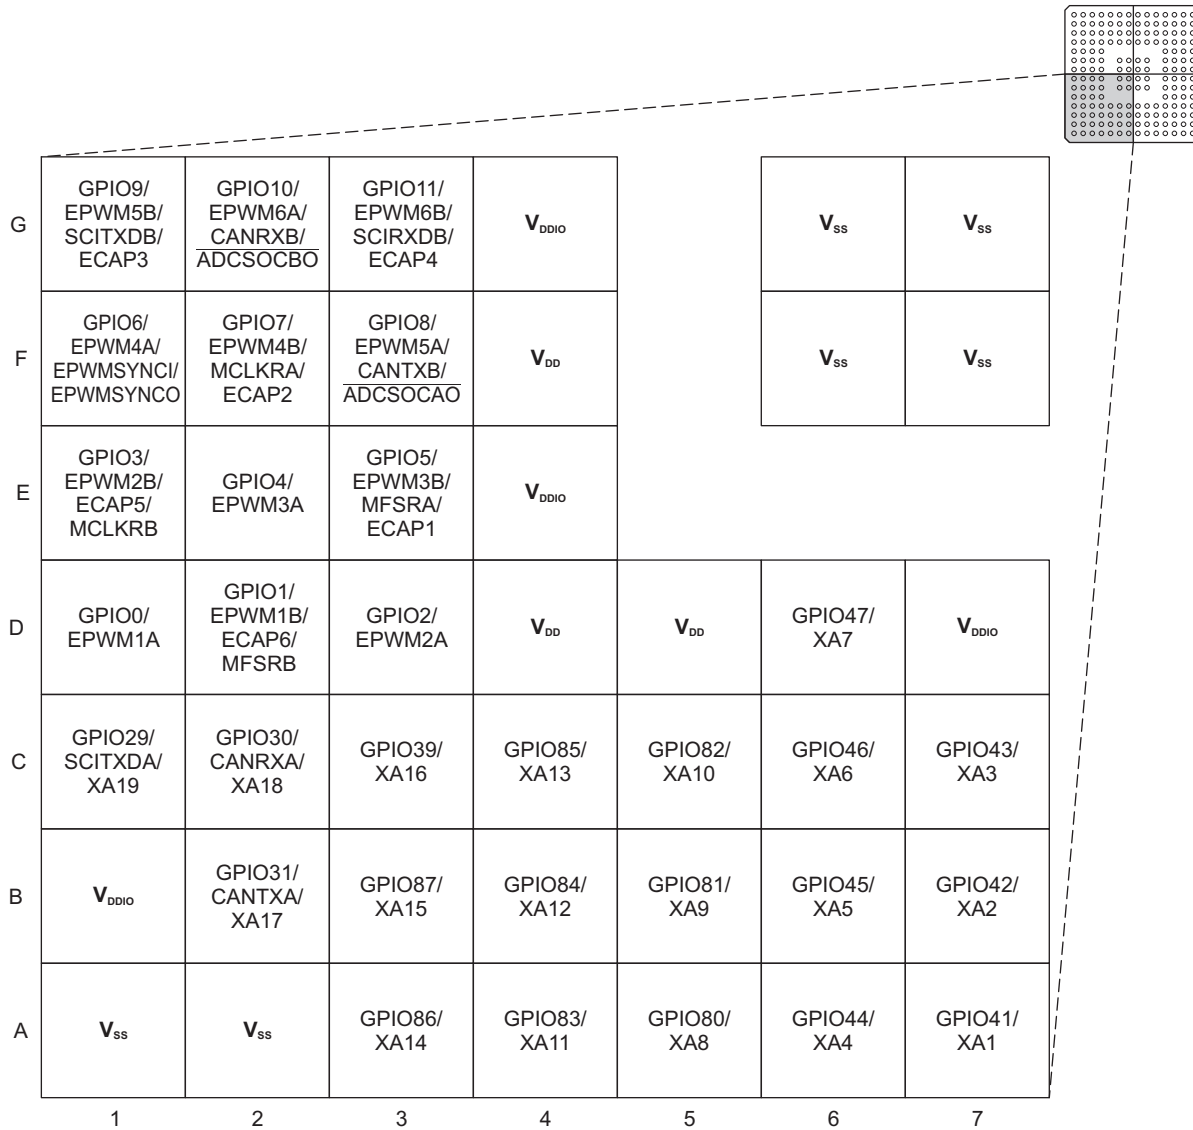 G
GPIO9/
EPWM5B/
SCITXDB/
ECAP3
GPIO10/
EPWM6A/
CANRXB/
ADCSOCBO
GPIO11/
EPWM6B/
SCIRXDB/
ECAP4
VDDIO
VSS
VSS
F
GPIO6/
EPWM4A/
EPWMSYNCI/
EPWMSYNCO
GPIO7/
EPWM4B/
MCLKRA/
ECAP2
GPIO8/
EPWM5A/
CANTXB/
ADCSOCAO
VDD
VSS
VSS
E
GPIO3/
EPWM2B/
ECAP5/
MCLKRB
GPIO4/
EPWM3A
GPIO5/
EPWM3B/
MFSRA/
ECAP1
VDDIO
D
GPIO0/
EPWM1A
GPIO1/
EPWM1B/
ECAP6/
MFSRB
GPIO2/
EPWM2A
VDD
VDD
GPIO47/
XA7
VDDIO
C
GPIO29/
SCITXDA/
XA19
GPIO30/
CANRXA/
XA18
GPIO39/
XA16
GPIO85/
XA13
GPIO82/
XA10
GPIO46/
XA6
GPIO43/
XA3
B
VDDIO
GPIO31/
CANTXA/
XA17
GPIO87/
XA15
GPIO84/
XA12
GPIO81/
XA9
GPIO45/
XA5
GPIO42/
XA2
A
VSS
VSS
GPIO86/
XA14
GPIO83/
XA11
GPIO80/
XA8
GPIO44/
XA4
GPIO41/
XA1
1 2 3 4 5 6 7